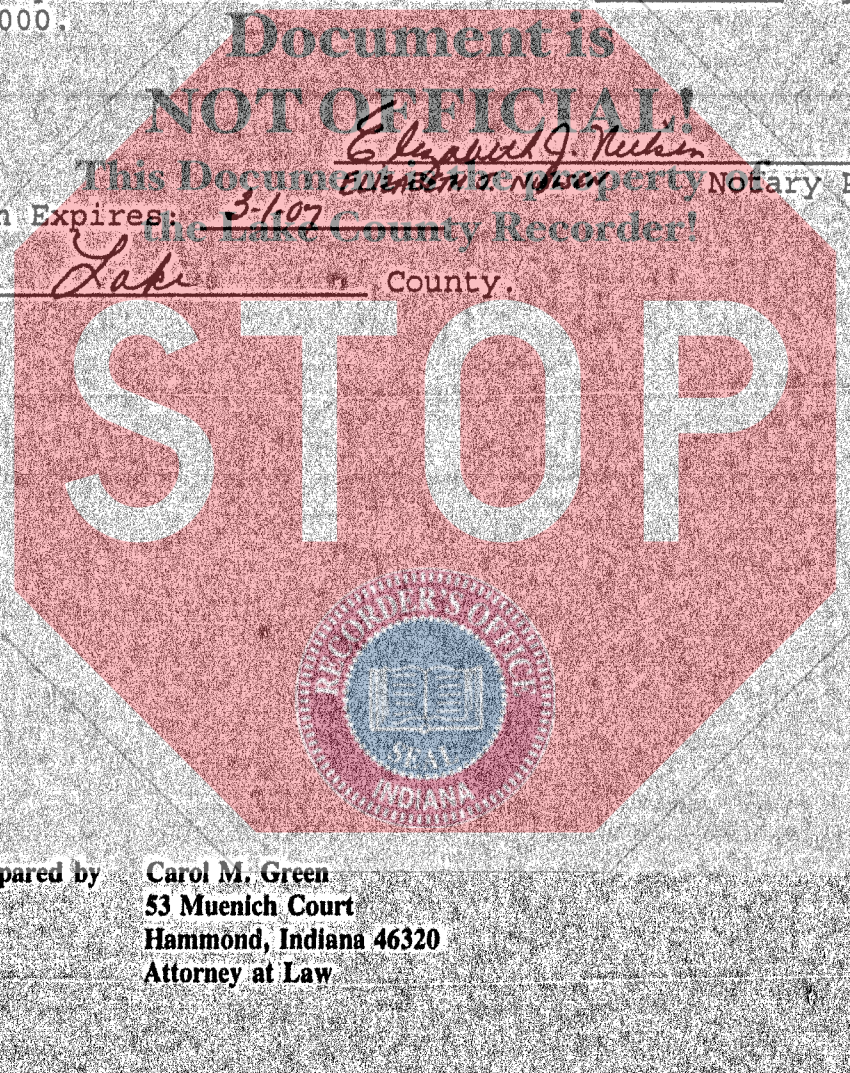 000.
Document is
NOT OFFICIAL!
Elizabeth J.
This Document is the property of
ELIZABETH J. Notary P
n Expires: 3-1-07
the Lake County Recorder!
Lake County.
STOP
RECORDER'S OFFICE
SEAL
INDIANA
pared by Carol M. Green
53 Muenich Court
Hammond, Indiana 46320
Attorney at Law